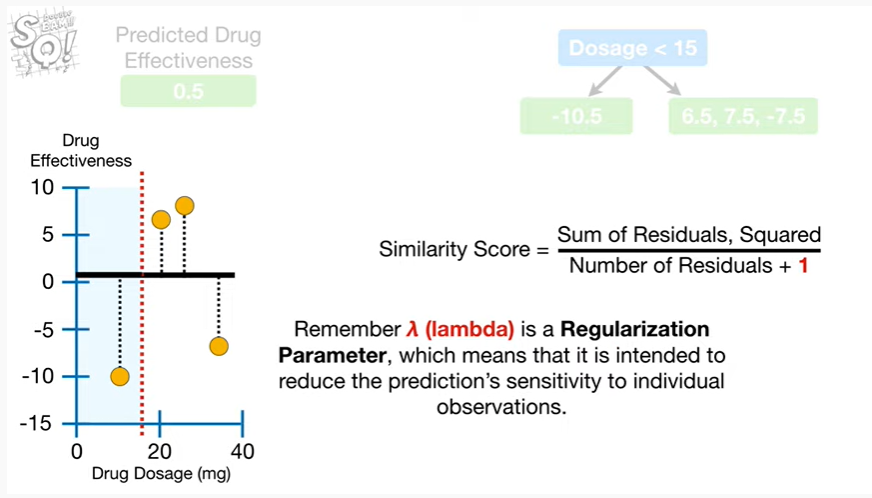 Double
BAM!!!
SQ!
Predicted Drug
Effectiveness
0.5
Dosage < 15
-10.5
6.5, 7.5, -7.5
Drug
Effectiveness
10
5
0
-5
-10
-15
0
20
40
Drug Dosage (mg)
Similarity Score =
Sum of Residuals, Squared
Number of Residuals + 1
Remember λ (lambda) is a Regularization
Parameter, which means that it is intended to
reduce the prediction’s sensitivity to individual
observations.